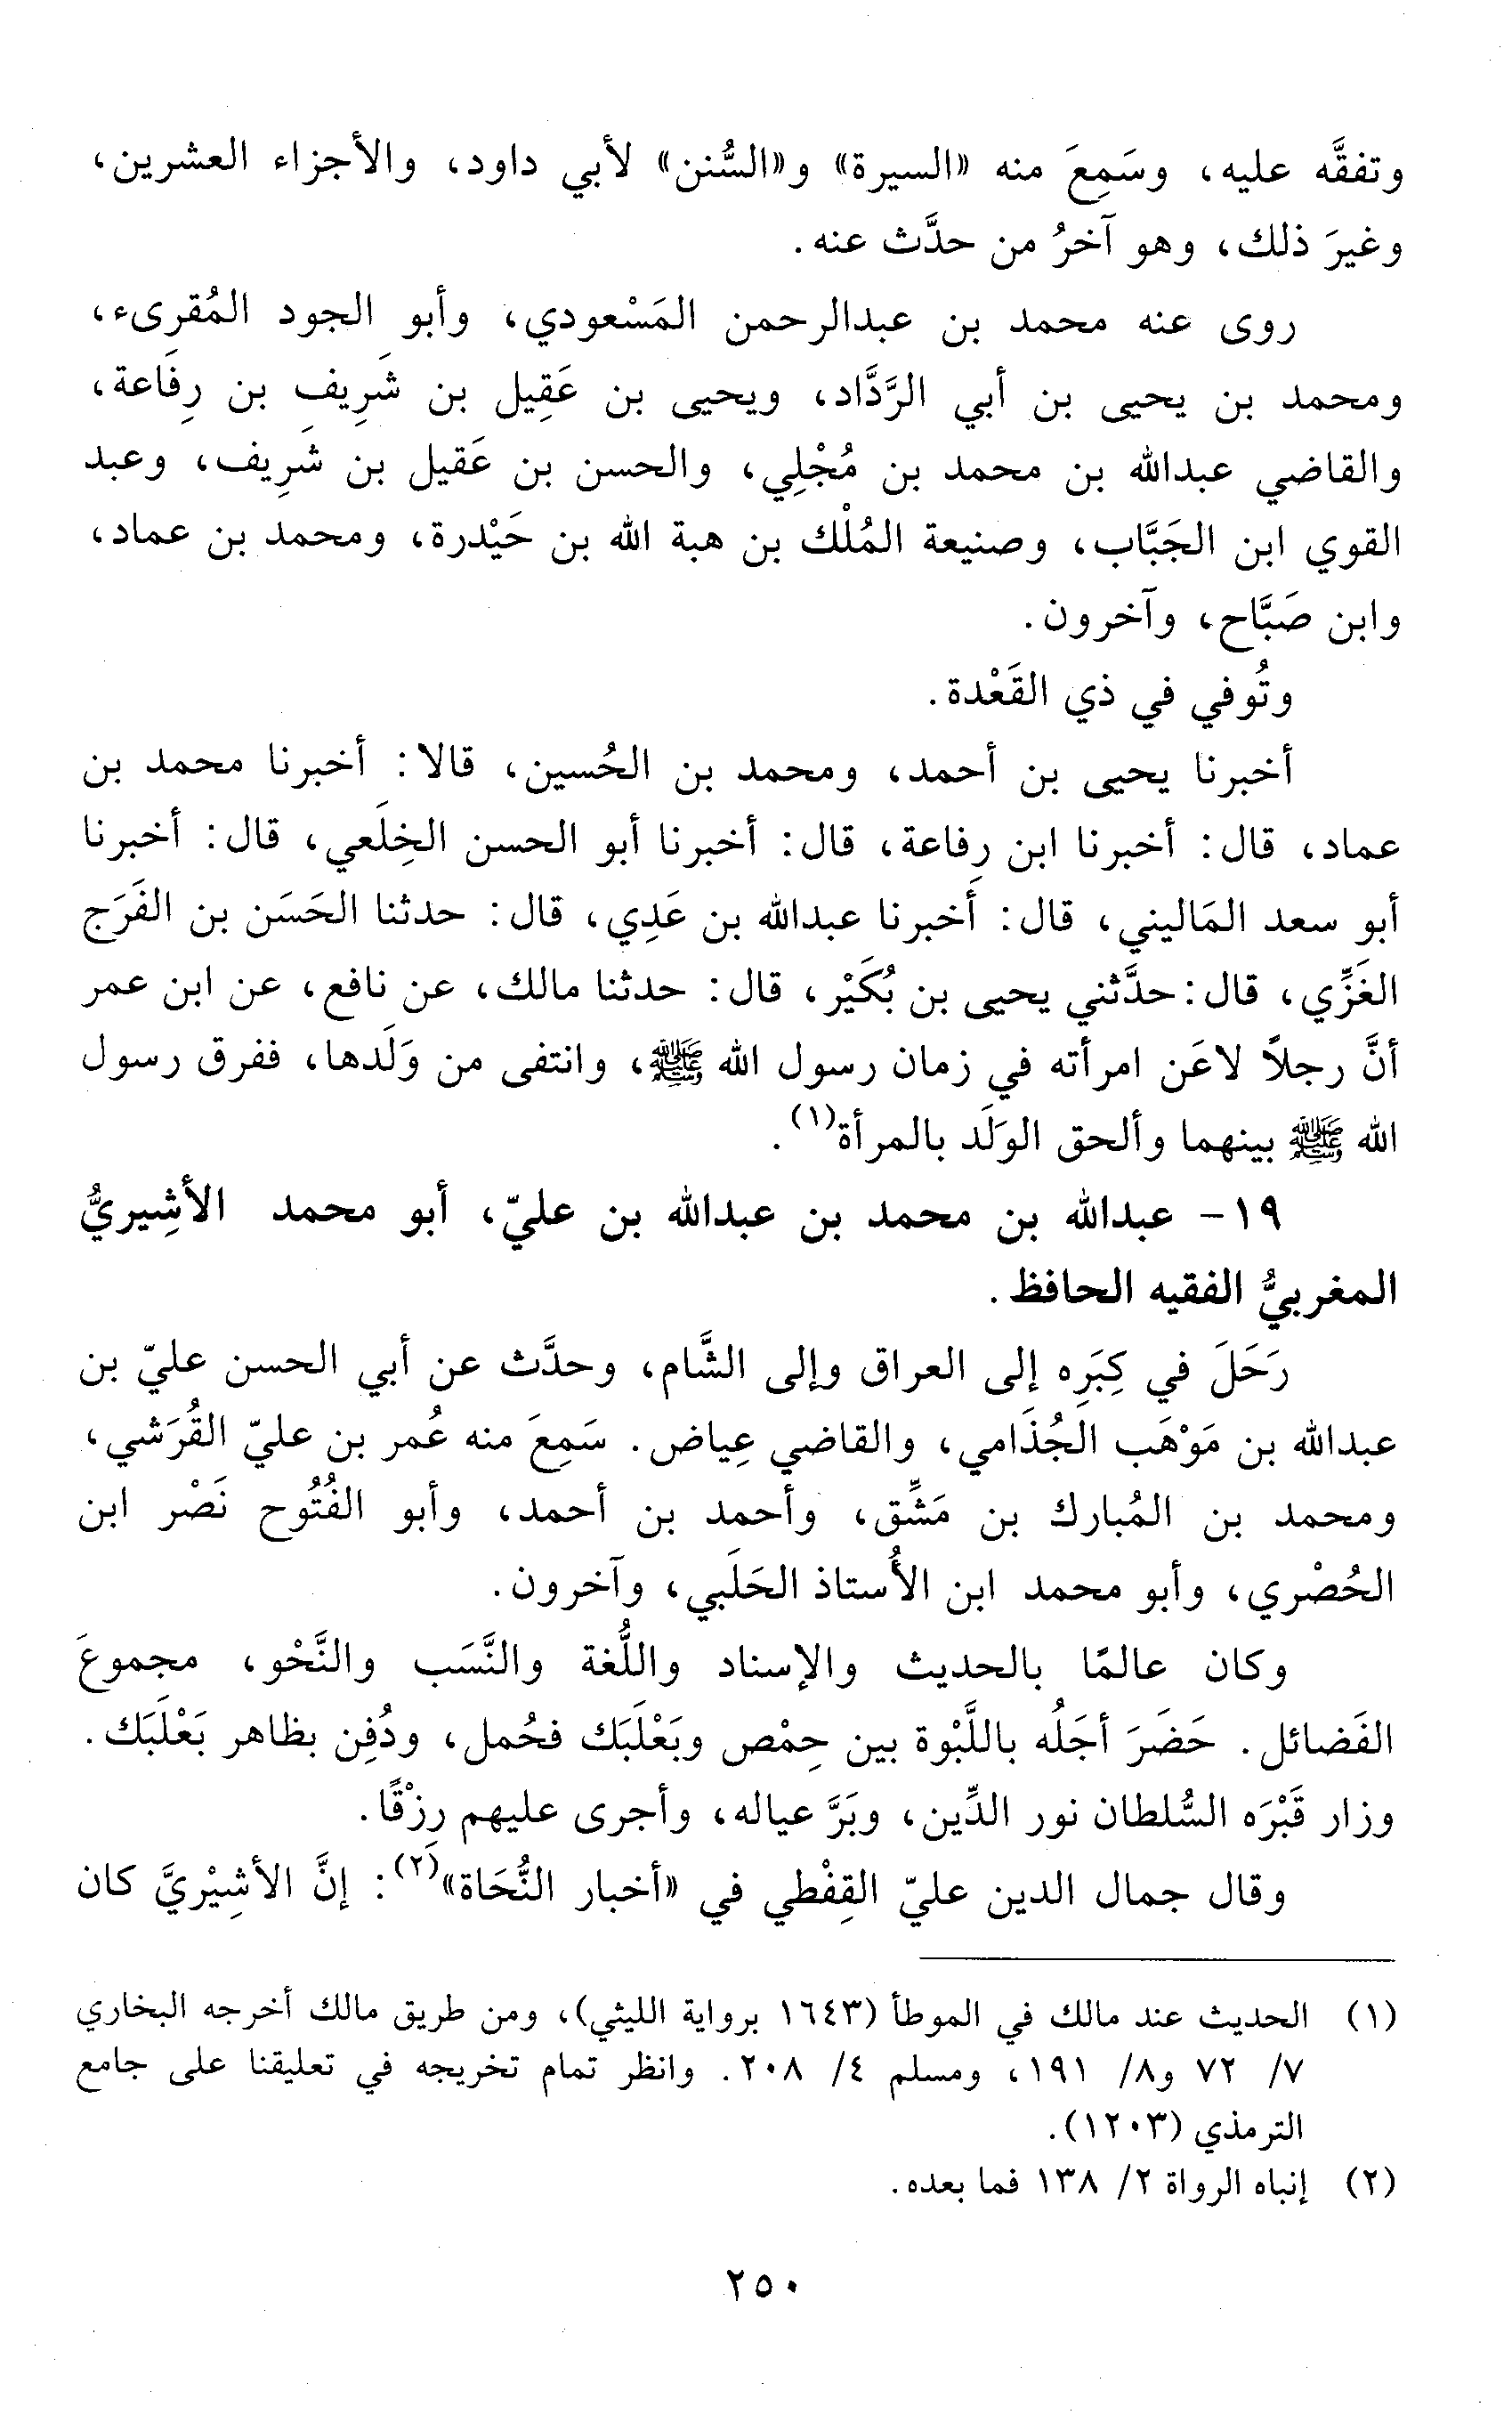 وتفقَّه عليه، وسَمِعَ منه «السيرة» و«السُّنن» لأبي داود، والأجزاء العشرين،
وغيرَ ذلك، وهو آخرُ من حدَّث عنه.
روى عنه محمد بن عبدالرحمن المَسْعودي، وأبو الجود المُقرىء،
ومحمد بن يحيى بن أبي الرَّدَّاد، ويحيى بن عَقِيل بن شَرِيفِ بن رِفَاعة،
والقاضي عبدالله بن محمد بن مُجْلِي، والحسن بن عَقيل بن شَرِيف، وعبد
القوي ابن الجَبَّاب، وصنيعة المُلْك بن هبة الله بن حَيْدرة، ومحمد بن عماد،
وابن صَبَّاح، وآخرون.
وتُوفي في ذي القَعْدة.
أخبرنا يحيى بن أحمد، ومحمد بن الحُسين، قالا: أخبرنا محمد بن
عماد، قال: أخبرنا ابن رِفاعة، قال: أخبرنا أبو الحسن الخِلَعي، قال: أخبرنا
أبو سعد المَاليني، قال: أَخبرنا عبدالله بن عَدِي، قال: حدثنا الحَسَن بن الفَرَج
الغَزِّي، قال: حدَّثني يحيى بن بُكَيْر، قال: حدثنا مالك، عن نافع، عن ابن عمر
أنَّ رجلاً لاعَن امرأته في زمان رسول الله ﷺ، وانتفى من وَلَدها، ففرق رسول
الله ﷺ بينهما وألحق الوَلَد بالمرأة(١).
١٩- عبدالله بن محمد بن عبدالله بن عليّ، أبو محمد الأشِيريُّ
المغربيُّ الفقيه الحافظ.
رَحَلَ في كِبَرِه إلى العراق وإلى الشَّام، وحدَّث عن أبي الحسن عليّ بن
عبدالله بن مَوْهَب الجُذَامي، والقاضي عِياض. سَمِعَ منه عُمر بن عليّ القُرَشي،
ومحمد بن المُبارك بن مَشِّق، وأحمد بن أحمد، وأبو الفُتُوح نَصْر ابن
الحُصْري، وأبو محمد ابن الأُستاذ الحَلَبي، وآخرون.
وكان عالمًا بالحديث والإسناد واللُّغة والنَّسَب والنَّحْو، مجموعَ
الفَضائل. حَضَرَ أجَلُه باللَّبْوة بين حِمْص وبَعْلَبَك فحُمل، ودُفِن بظاهر بَعْلَبَك.
وزار قَبْرَه السُّلطان نور الدِّين، وبَرَّ عياله، وأجرى عليهم رِزْقًا.
وقال جمال الدين عليّ القِفْطي في «أخبار النُّحَاة»(٢): إنَّ الأشِيْريَّ كان
(١) الحديث عند مالك في الموطأ (١٦٤٣ برواية الليثي)، ومن طريق مالك أخرجه البخاري
٧/ ٧٢ و٨/ ١٩١، ومسلم ٤/ ٢٠٨. وانظر تمام تخريجه في تعليقنا على جامع
الترمذي (١٢٠٣).
(٢) إنباه الرواة ٢/ ١٣٨ فما بعده.
٢٥٠